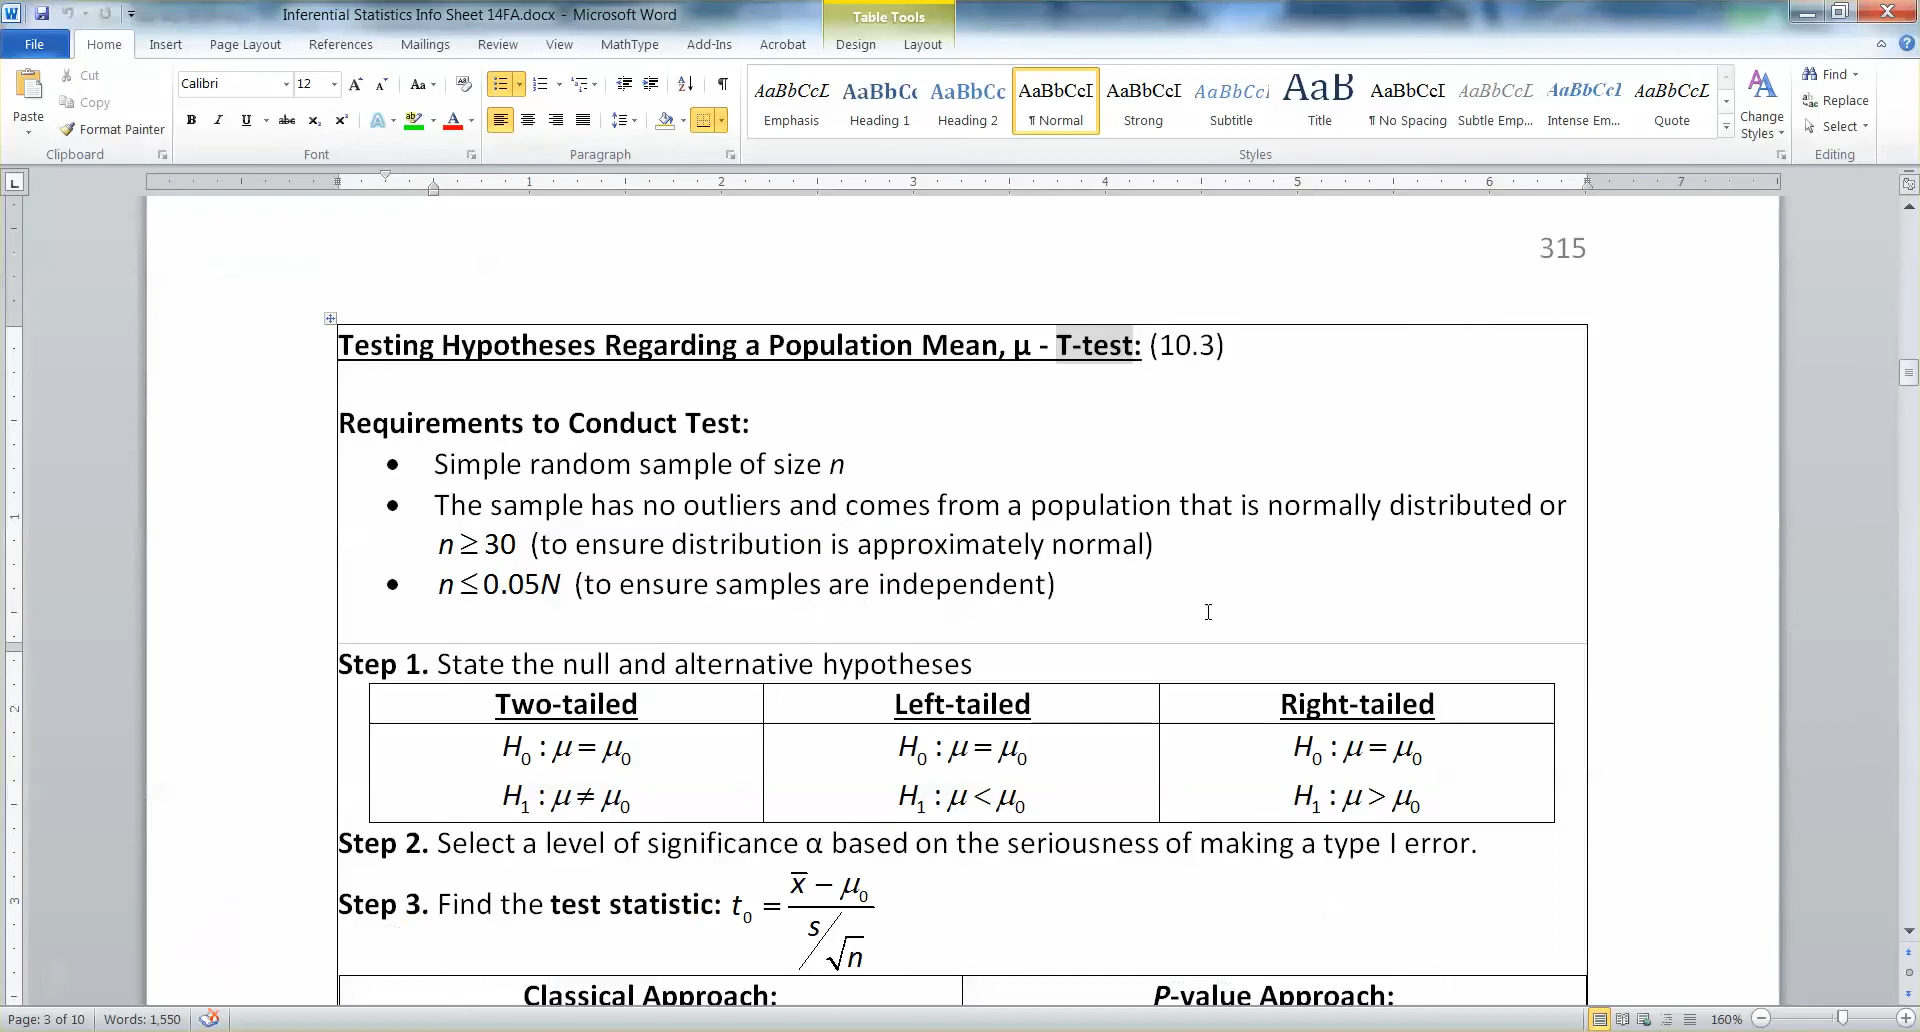 Inferential Statistics Info Sheet 14FA.docx - Microsoft Word
Table Tools
File Home Insert Page Layout References Mailings Review View MathType Add-Ins Acrobat Design Layout
Paste
Cut
Copy
Format Painter
Clipboard
Calibri 12
Font
Paragraph
AaBbCcL AaBbCc AaBbCc AaBbCcI AaBbCcI AaBbCcI AaB AaBbCcI AaBbCcL AaBbCcI AaBbCcL
Emphasis Heading 1 Heading 2 ¶ Normal Strong Subtitle Title ¶ No Spacing Subtle Emp... Intense Em... Quote
Change Styles
Styles
Find
Replace
Select
Editing
1 2 3 4 5 6 7
315
Testing Hypotheses Regarding a Population Mean, μ - T-test: (10.3)
Requirements to Conduct Test:
• Simple random sample of size n
• The sample has no outliers and comes from a population that is normally distributed or
n ≥ 30 (to ensure distribution is approximately normal)
• n ≤ 0.05N (to ensure samples are independent)
Step 1. State the null and alternative hypotheses
Two-tailed Left-tailed Right-tailed
H₀ : μ = μ₀ H₀ : μ = μ₀ H₀ : μ = μ₀
H₁ : μ ≠ μ₀ H₁ : μ < μ₀ H₁ : μ > μ₀
Step 2. Select a level of significance α based on the seriousness of making a type I error.
Step 3. Find the test statistic: t₀ = (x̄ − μ₀) / (s/√n)
Classical Approach: P-value Approach:
Page: 3 of 10 Words: 1,550 160%